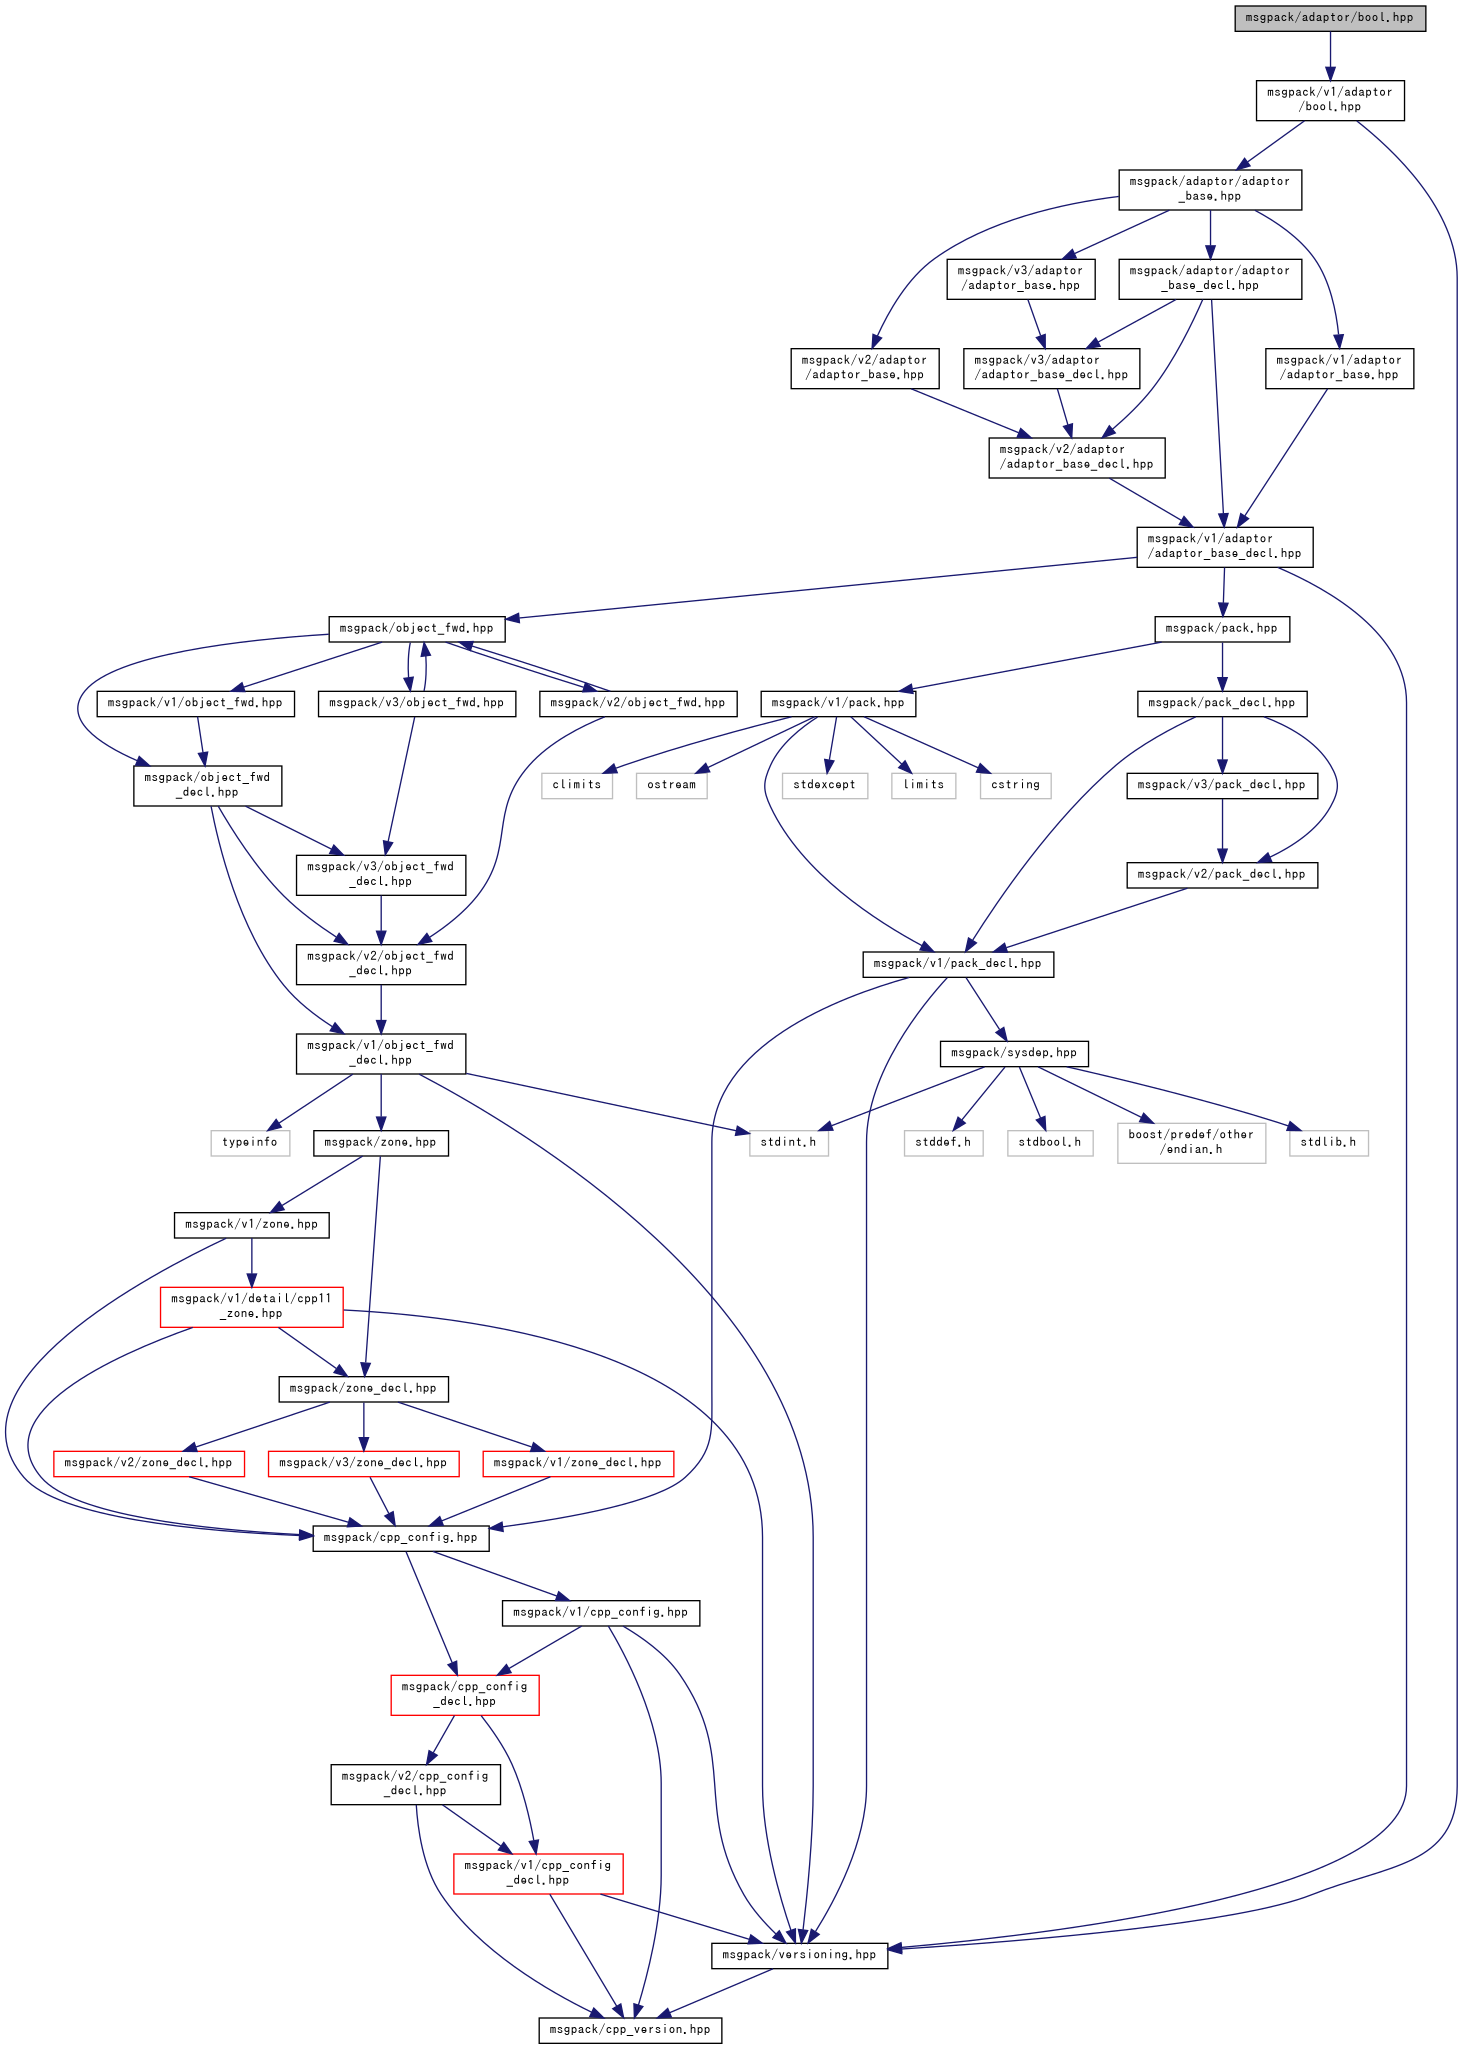 msgpack/adaptor/bool.hpp
msgpack/v1/adaptor
/bool.hpp
msgpack/adaptor/adaptor
_base.hpp
msgpack/v3/adaptor
/adaptor_base.hpp
msgpack/adaptor/adaptor
_base_decl.hpp
msgpack/v2/adaptor
/adaptor_base.hpp
msgpack/v3/adaptor
/adaptor_base_decl.hpp
msgpack/v1/adaptor
/adaptor_base.hpp
msgpack/v2/adaptor
/adaptor_base_decl.hpp
msgpack/v1/adaptor
/adaptor_base_decl.hpp
msgpack/object_fwd.hpp
msgpack/pack.hpp
msgpack/v1/object_fwd.hpp
msgpack/v3/object_fwd.hpp
msgpack/v2/object_fwd.hpp
msgpack/v1/pack.hpp
msgpack/pack_decl.hpp
msgpack/object_fwd
_decl.hpp
climits
ostream
stdexcept
limits
cstring
msgpack/v3/pack_decl.hpp
msgpack/v3/object_fwd
_decl.hpp
msgpack/v2/pack_decl.hpp
msgpack/v2/object_fwd
_decl.hpp
msgpack/v1/pack_decl.hpp
msgpack/v1/object_fwd
_decl.hpp
msgpack/sysdep.hpp
typeinfo
msgpack/zone.hpp
stdint.h
stddef.h
stdbool.h
boost/predef/other
/endian.h
stdlib.h
msgpack/v1/zone.hpp
msgpack/v1/detail/cpp11
_zone.hpp
msgpack/zone_decl.hpp
msgpack/v2/zone_decl.hpp
msgpack/v3/zone_decl.hpp
msgpack/v1/zone_decl.hpp
msgpack/cpp_config.hpp
msgpack/v1/cpp_config.hpp
msgpack/cpp_config
_decl.hpp
msgpack/v2/cpp_config
_decl.hpp
msgpack/v1/cpp_config
_decl.hpp
msgpack/versioning.hpp
msgpack/cpp_version.hpp